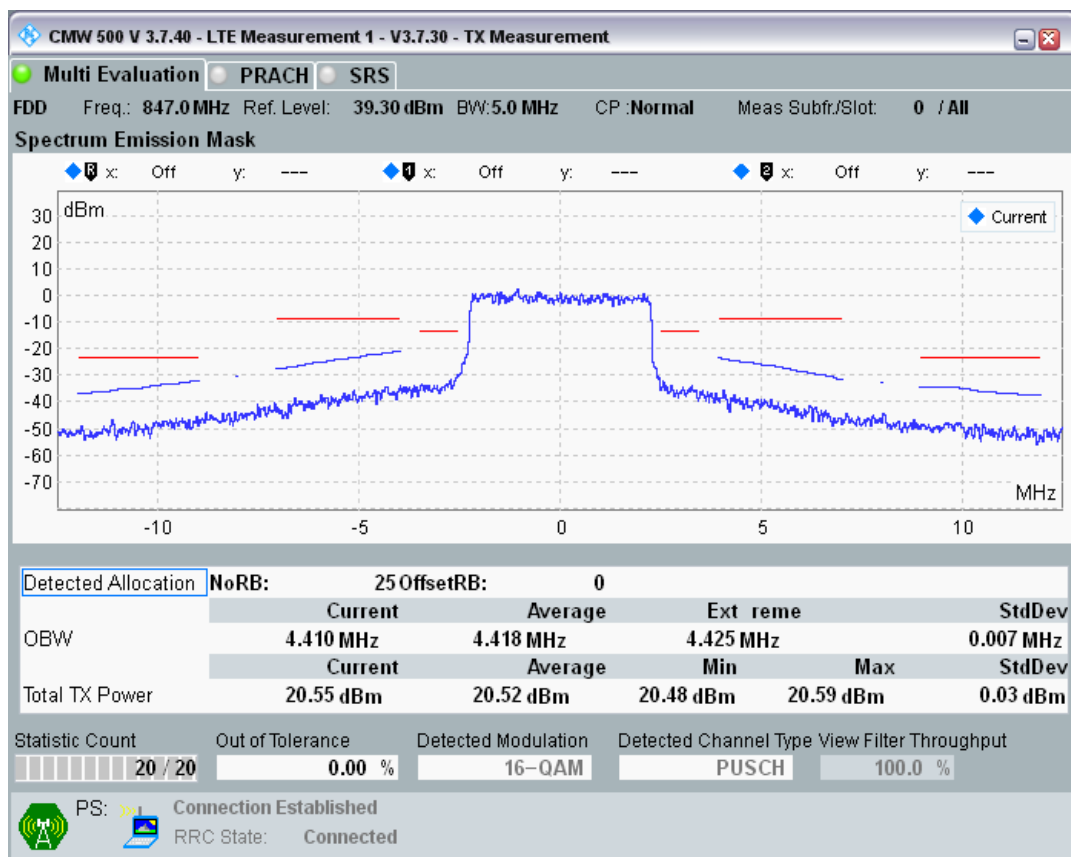 CMW 500 V 3.7.40 - LTE Measurement 1 - V3.7.30 - TX Measurement
Multi Evaluation PRACH SRS
FDD Freq.: 847.0 MHz Ref. Level: 39.30 dBm BW:5.0 MHz CP :Normal Meas Subfr./Slot: 0 / All
Spectrum Emission Mask
R x: Off y: --- 1 x: Off y: --- 2 x: Off y: ---
dBm
Current
30
20
10
0
-10
-20
-30
-40
-50
-60
-70
MHz
-10 -5 0 5 10
Detected Allocation NoRB: 25 OffsetRB: 0
Current Average Ext reme StdDev
OBW 4.410 MHz 4.418 MHz 4.425 MHz 0.007 MHz
Current Average Min Max StdDev
Total TX Power 20.55 dBm 20.52 dBm 20.48 dBm 20.59 dBm 0.03 dBm
Statistic Count Out of Tolerance Detected Modulation Detected Channel Type View Filter Throughput
20 / 20 0.00 % 16-QAM PUSCH 100.0 %
PS: Connection Established
RRC State: Connected